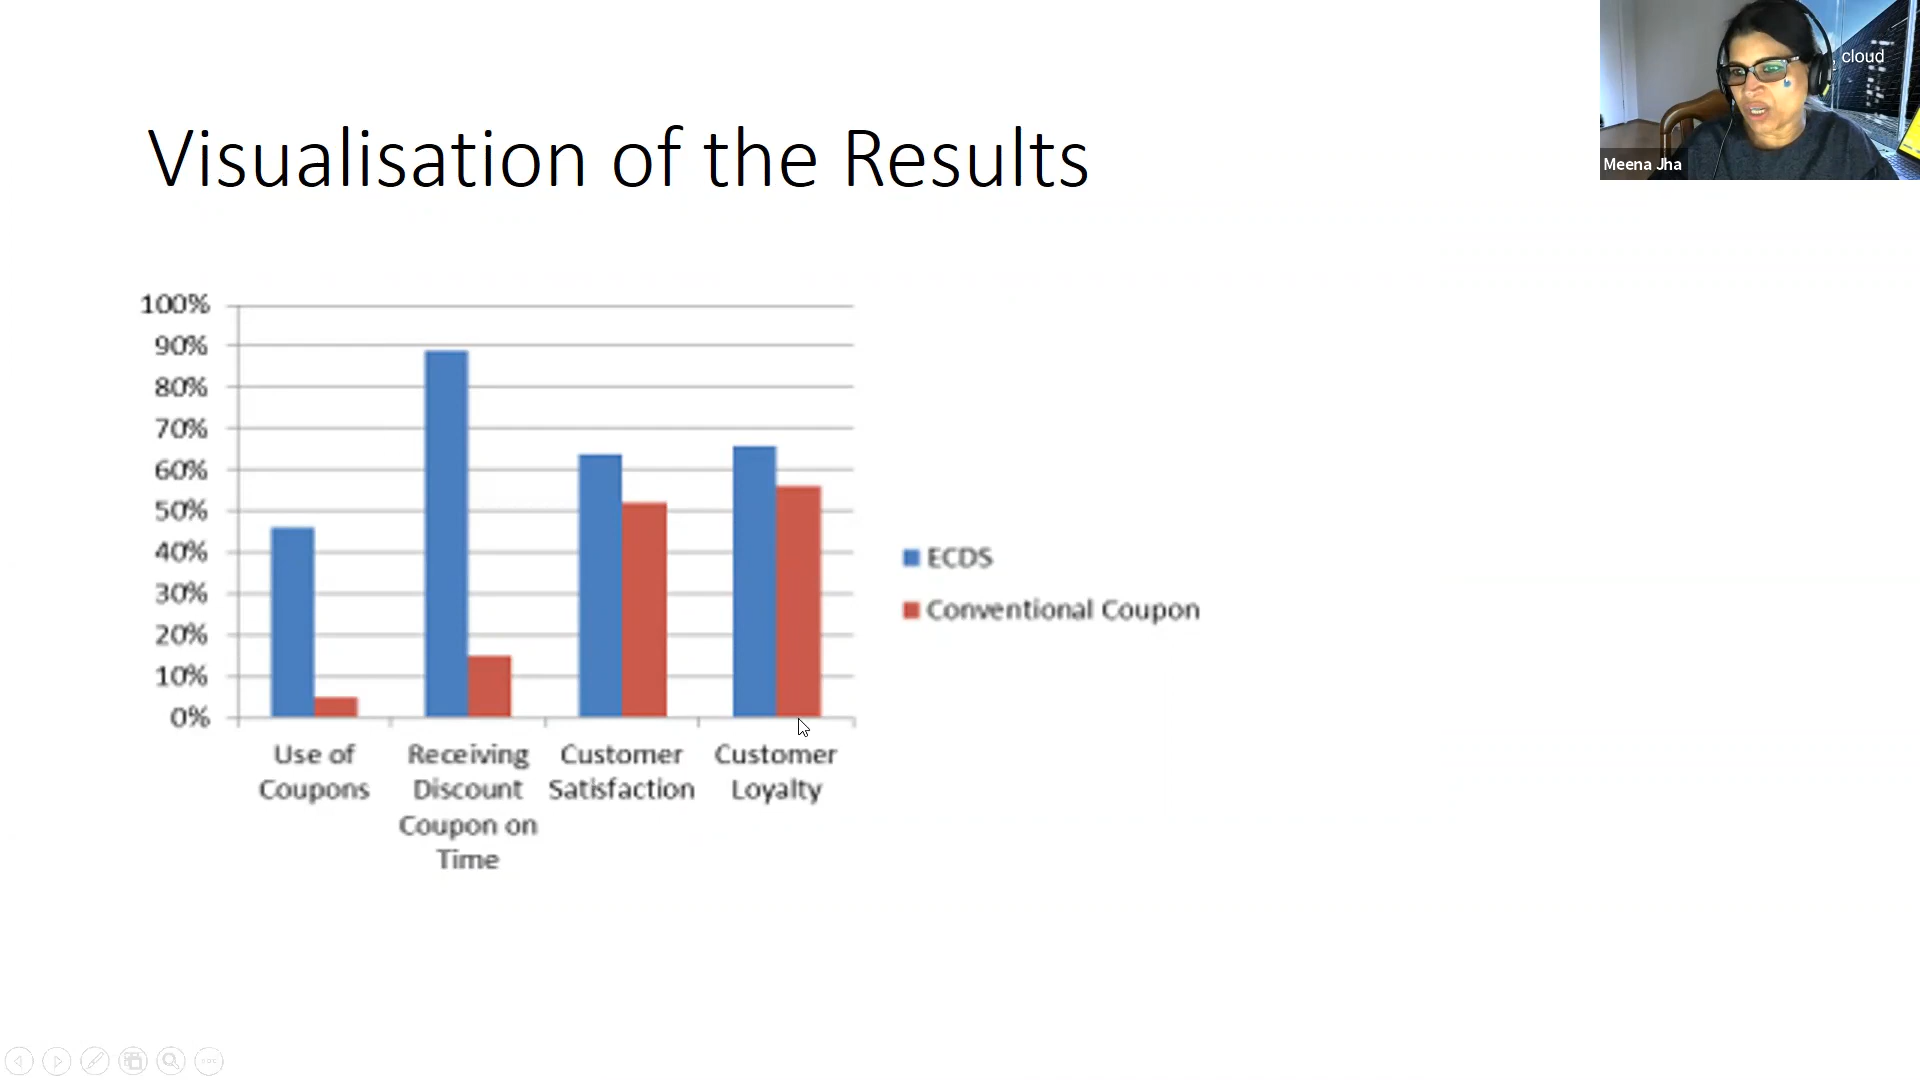 cloud
Meena Jha
Visualisation of the Results
100%
90%
80%
70%
60%
50%
40%
30%
20%
10%
0%
Use of
Coupons
Receiving
Discount
Coupon on
Time
Customer
Satisfaction
Customer
Loyalty
ECDS
Conventional Coupon